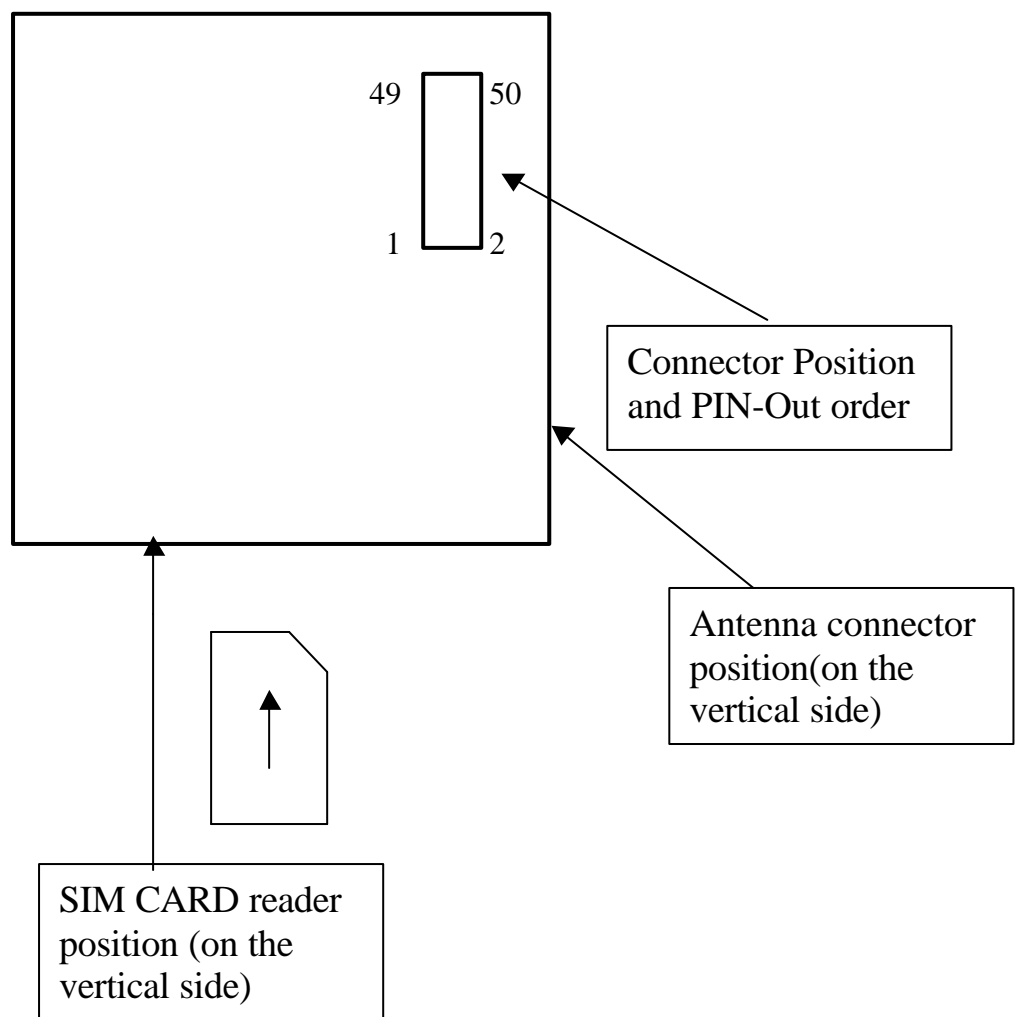 49 50
1 2
Connector Position
and PIN-Out order
Antenna connector
position(on the
vertical side)
SIM CARD reader
position (on the
vertical side)